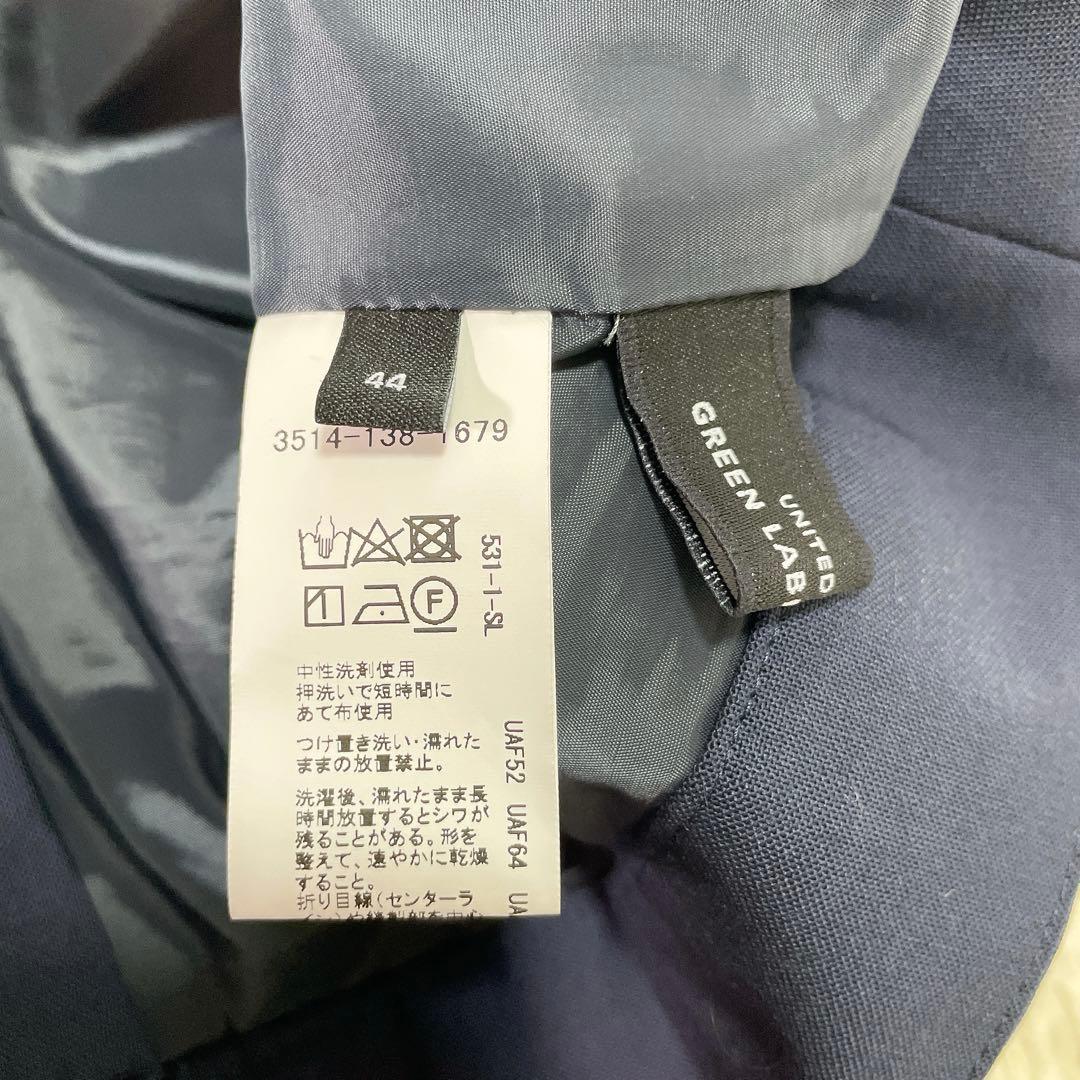 44
3514-138-1679
531-1-SL
F
中性洗剤使用
押洗いで短時間に
あて布使用
つけ置き洗い・濡れた
ままの放置禁止。
洗濯後、濡れたまま長
時間放置するとシワが
残ることがある。形を
整えて、速やかに乾燥
すること。
折り目線(センターラ
UAF52 UAF64 UA
UNITED
GREEN LAB